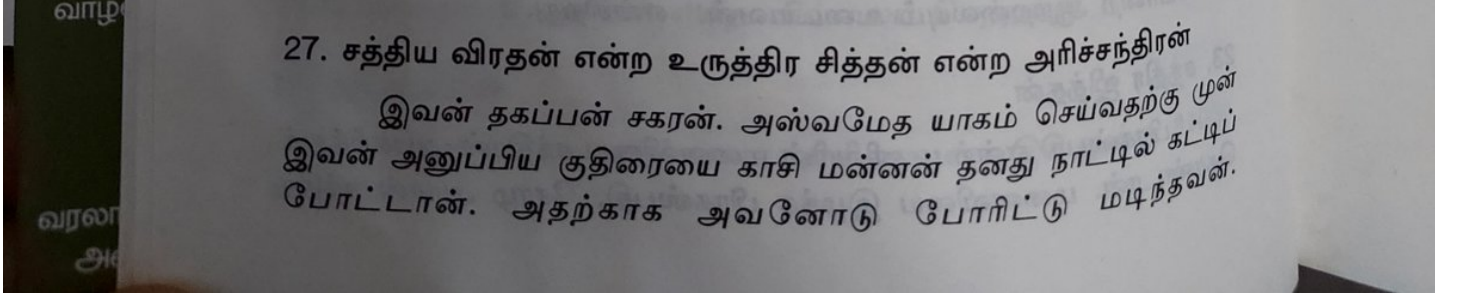 வாழ
27. சத்திய விரதன் என்ற உருத்திர சித்தன் என்ற அரிச்சந்திரன்
இவன் தகப்பன் சகரன். அஸ்வமேத யாகம் செய்வதற்கு முன்
இவன் அனுப்பிய குதிரையை காசி மன்னன் தனது நாட்டில் கட்டிப்
போட்டான். அதற்காக அவனோடு போரிட்டு மடிந்தவன்.
வரலா